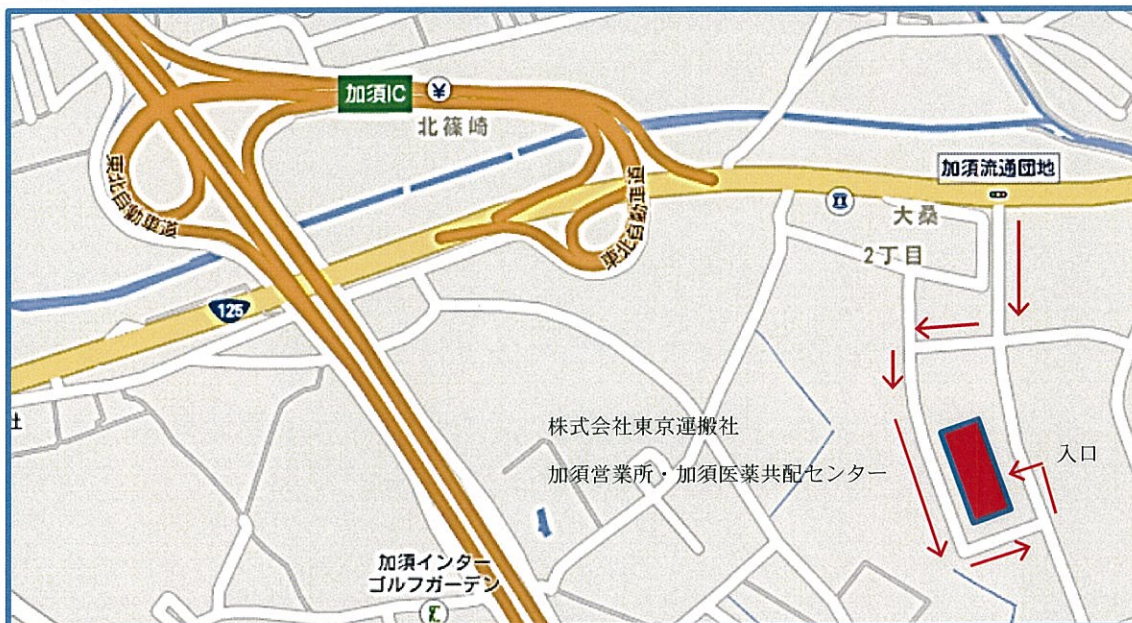 加須IC
¥
北篠崎
東北自動車道
東北自動車道
加須流通団地
大桑
2丁目
125
社
株式会社東京運搬社
加須営業所・加須医薬共配センター
入口
加須インター
ゴルフガーデン